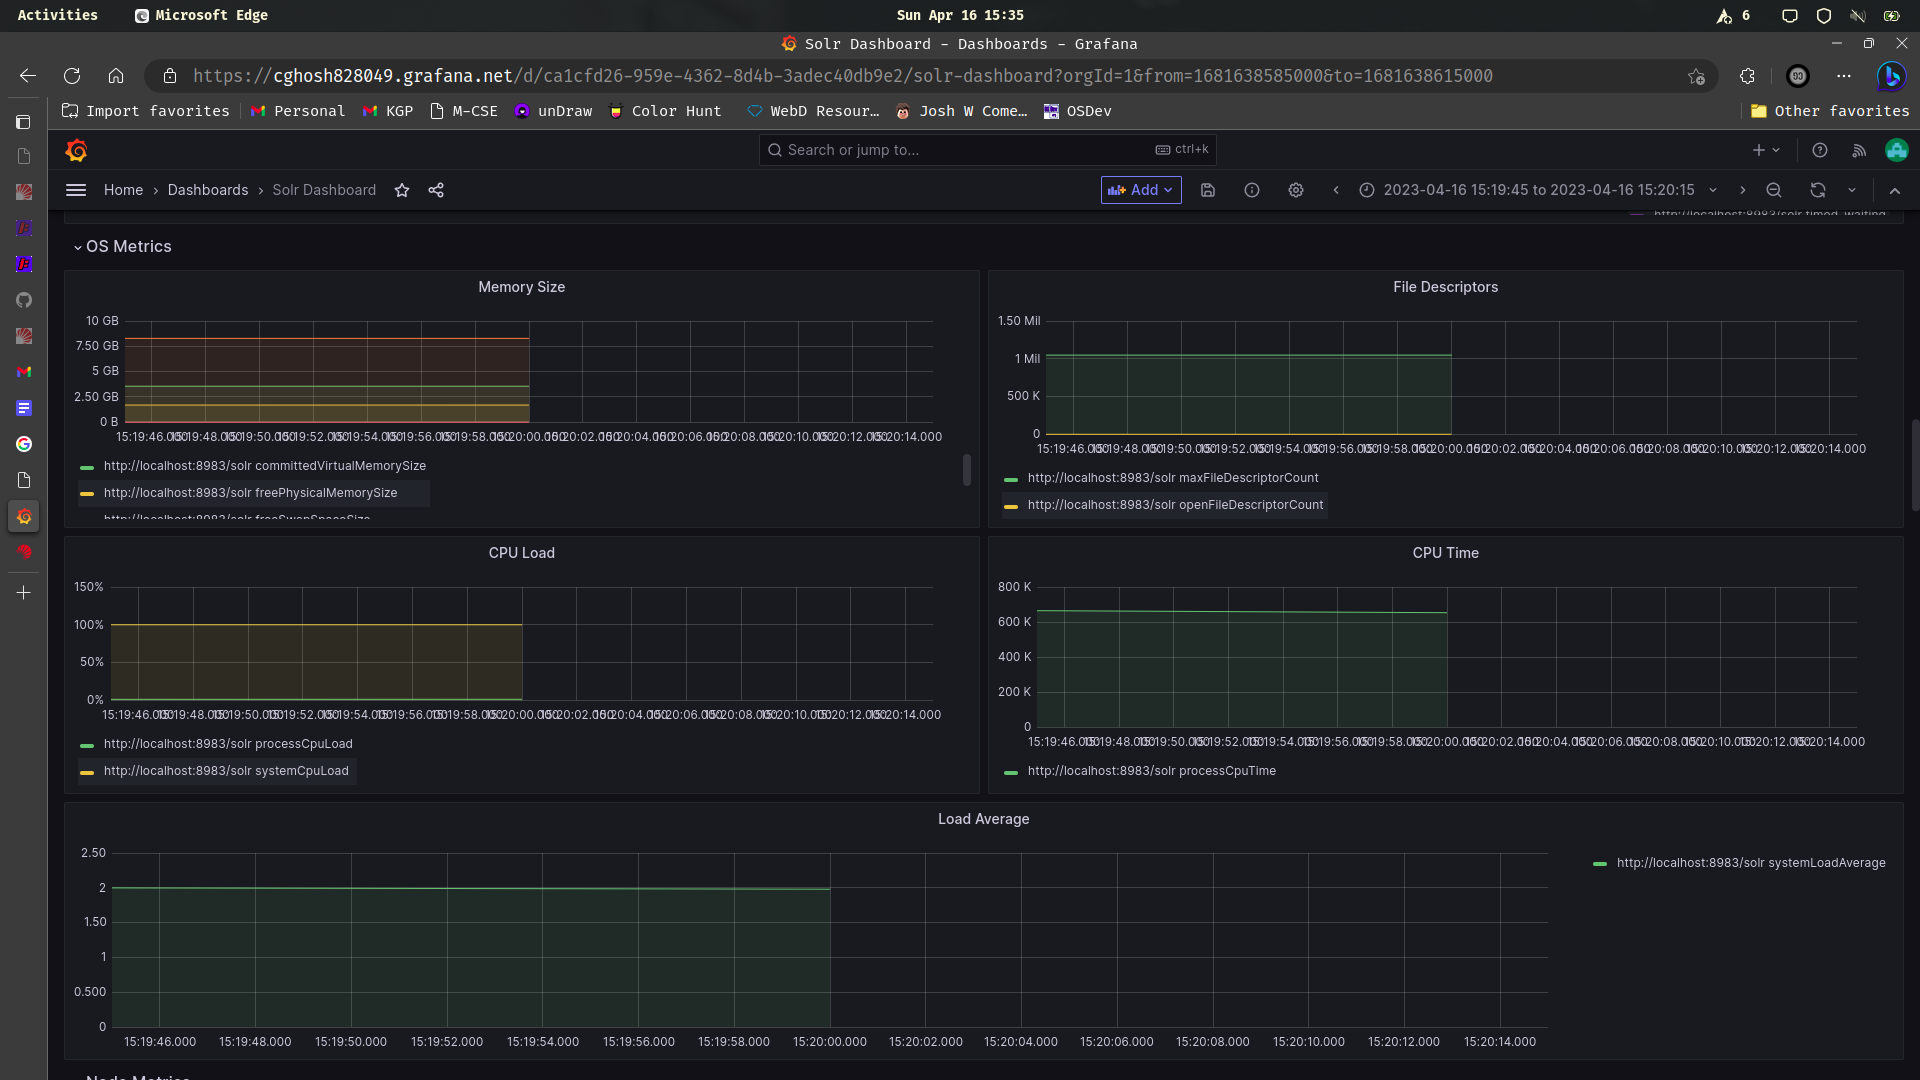 Activities
Microsoft Edge
Sun Apr 16 15:35
6
Solr Dashboard - Dashboards - Grafana
https://cghosh828049.grafana.net/d/ca1cfd26-959e-4362-8d4b-3adec40db9e2/solr-dashboard?orgId=1&from=1681638585000&to=1681638615000
Import favorites
Personal
KGP
M-CSE
unDraw
Color Hunt
WebD Resour…
Josh W Come…
OSDev
Other favorites
Search or jump to...
ctrl+k
Home › Dashboards › Solr Dashboard
Add
2023-04-16 15:19:45 to 2023-04-16 15:20:15
http://localhost:8983/solr timed_waiting
OS Metrics
Memory Size
10 GB
7.50 GB
5 GB
2.50 GB
0 B
15:19:46.000 15:19:48.000 15:19:50.000 15:19:52.000 15:19:54.000 15:19:56.000 15:19:58.000 15:20:00.000 15:20:02.000 15:20:04.000 15:20:06.000 15:20:08.000 15:20:10.000 15:20:12.000 15:20:14.000
http://localhost:8983/solr committedVirtualMemorySize
http://localhost:8983/solr freePhysicalMemorySize
http://localhost:8983/solr freeSwapSpaceSize
File Descriptors
1.50 Mil
1 Mil
500 K
0
15:19:46.000 15:19:48.000 15:19:50.000 15:19:52.000 15:19:54.000 15:19:56.000 15:19:58.000 15:20:00.000 15:20:02.000 15:20:04.000 15:20:06.000 15:20:08.000 15:20:10.000 15:20:12.000 15:20:14.000
http://localhost:8983/solr maxFileDescriptorCount
http://localhost:8983/solr openFileDescriptorCount
CPU Load
150%
100%
50%
0%
15:19:46.000 15:19:48.000 15:19:50.000 15:19:52.000 15:19:54.000 15:19:56.000 15:19:58.000 15:20:00.000 15:20:02.000 15:20:04.000 15:20:06.000 15:20:08.000 15:20:10.000 15:20:12.000 15:20:14.000
http://localhost:8983/solr processCpuLoad
http://localhost:8983/solr systemCpuLoad
CPU Time
800 K
600 K
400 K
200 K
0
15:19:46.000 15:19:48.000 15:19:50.000 15:19:52.000 15:19:54.000 15:19:56.000 15:19:58.000 15:20:00.000 15:20:02.000 15:20:04.000 15:20:06.000 15:20:08.000 15:20:10.000 15:20:12.000 15:20:14.000
http://localhost:8983/solr processCpuTime
Load Average
2.50
2
1.50
1
0.500
0
15:19:46.000 15:19:48.000 15:19:50.000 15:19:52.000 15:19:54.000 15:19:56.000 15:19:58.000 15:20:00.000 15:20:02.000 15:20:04.000 15:20:06.000 15:20:08.000 15:20:10.000 15:20:12.000 15:20:14.000
http://localhost:8983/solr systemLoadAverage
Node Metrics